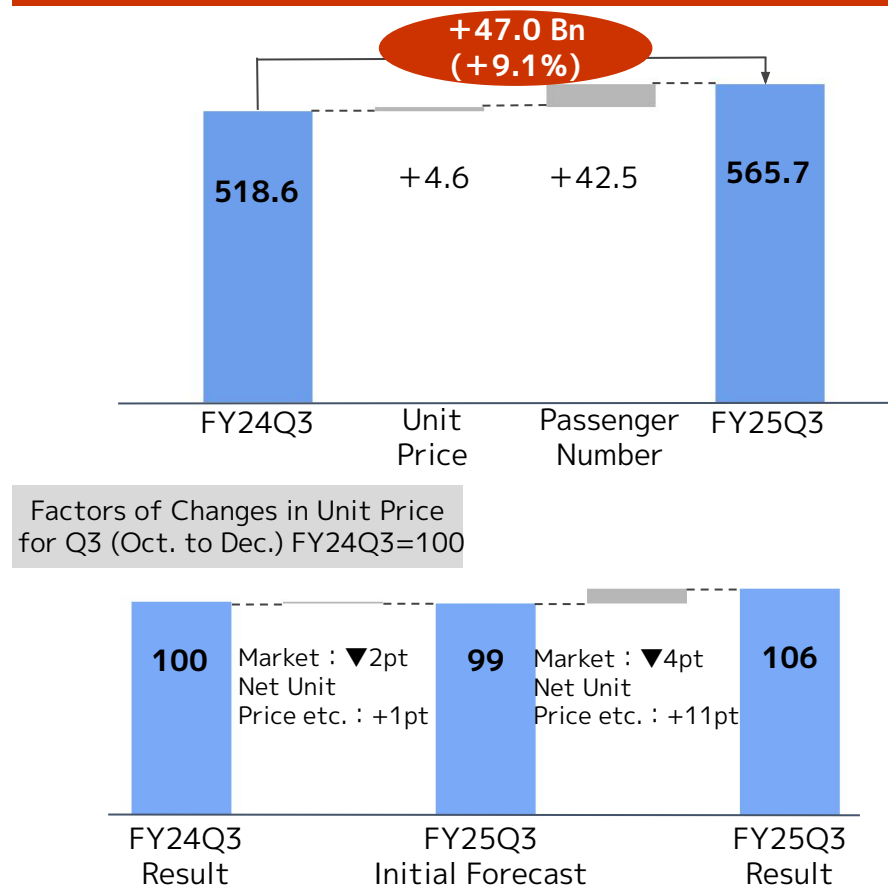 +47.0 Bn
(+9.1%)
518.6
+4.6
+42.5
565.7
FY24Q3
Unit
Price
Passenger
Number
FY25Q3
Factors of Changes in Unit Price
for Q3 (Oct. to Dec.) FY24Q3=100
100
Market：▼2pt
Net Unit
Price etc.：+1pt
99
Market：▼4pt
Net Unit
Price etc.：+11pt
106
FY24Q3
Result
FY25Q3
Initial Forecast
FY25Q3
Result